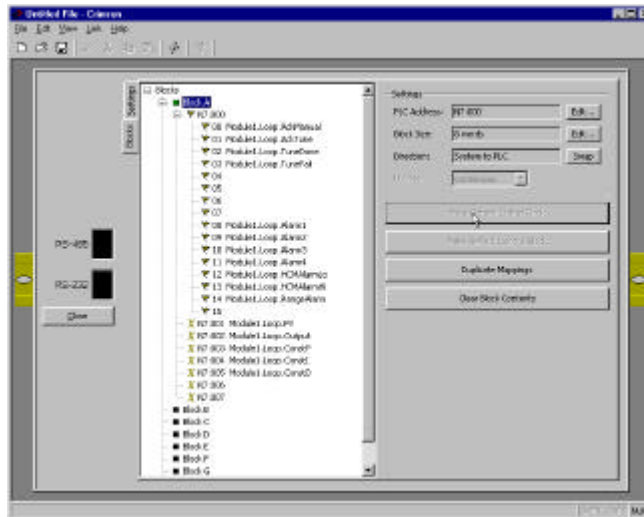 Untitled File - Crimson
File Edit View Link Help
Blocks
Settings
Blocks
Block A
N7:000
00 Module1.Loop.AckManual
01 Module1.Loop.AckTune
02 Module1.Loop.TuneDone
03 Module1.Loop.TuneFail
04
05
06
07
08 Module1.Loop.Alarm1
09 Module1.Loop.Alarm2
10 Module1.Loop.Alarm3
11 Module1.Loop.Alarm4
12 Module1.Loop.HCMAlarmLo
13 Module1.Loop.HCMAlarmHi
14 Module1.Loop.RangeAlarm
15
N7:001 Module1.Loop.PV
N7:002 Module1.Loop.Output
N7:003 Module1.Loop.ConstP
N7:004 Module1.Loop.ConstI
N7:005 Module1.Loop.ConstD
N7:006
N7:007
Block B
Block C
Block D
Block E
Block F
Block G
Settings
PLC Address: N7:000 Edit...
Block Size: 8 words Edit...
Direction: System to PLC Swap
Duplicate Mappings
Clear Block Contents
RS-485
RS-232
Close